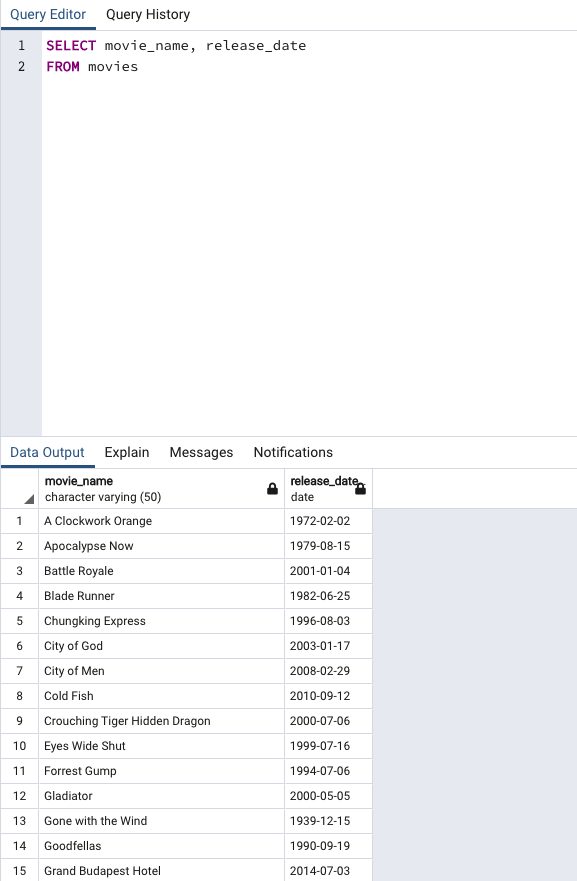 Query Editor Query History
1 SELECT movie_name, release_date
2 FROM movies
Data Output Explain Messages Notifications
movie_name release_date
character varying (50) date
1 A Clockwork Orange 1972-02-02
2 Apocalypse Now 1979-08-15
3 Battle Royale 2001-01-04
4 Blade Runner 1982-06-25
5 Chungking Express 1996-08-03
6 City of God 2003-01-17
7 City of Men 2008-02-29
8 Cold Fish 2010-09-12
9 Crouching Tiger Hidden Dragon 2000-07-06
10 Eyes Wide Shut 1999-07-16
11 Forrest Gump 1994-07-06
12 Gladiator 2000-05-05
13 Gone with the Wind 1939-12-15
14 Goodfellas 1990-09-19
15 Grand Budapest Hotel 2014-07-03